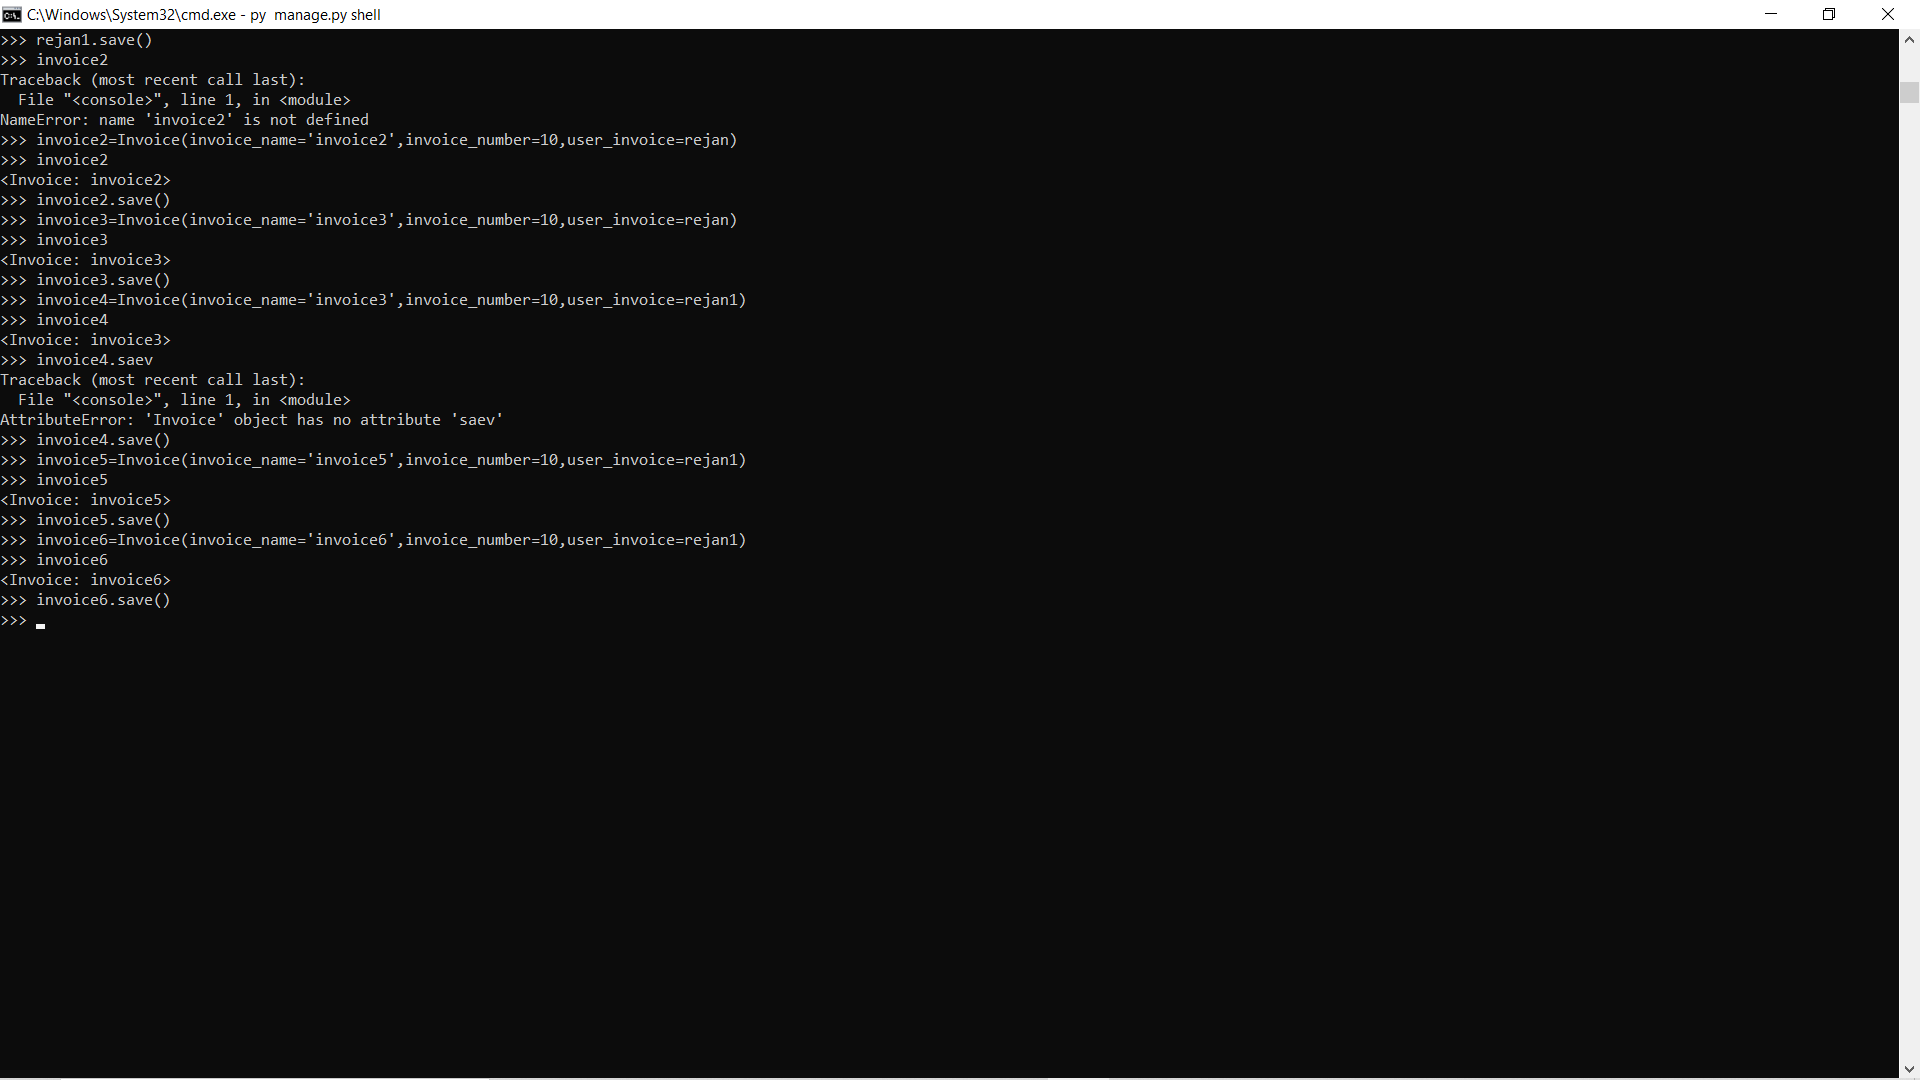 C:\Windows\System32\cmd.exe - py  manage.py shell
>>> rejan1.save()
>>> invoice2
Traceback (most recent call last):
  File "<console>", line 1, in <module>
NameError: name 'invoice2' is not defined
>>> invoice2=Invoice(invoice_name='invoice2',invoice_number=10,user_invoice=rejan)
>>> invoice2
<Invoice: invoice2>
>>> invoice2.save()
>>> invoice3=Invoice(invoice_name='invoice3',invoice_number=10,user_invoice=rejan)
>>> invoice3
<Invoice: invoice3>
>>> invoice3.save()
>>> invoice4=Invoice(invoice_name='invoice3',invoice_number=10,user_invoice=rejan1)
>>> invoice4
<Invoice: invoice3>
>>> invoice4.saev
Traceback (most recent call last):
  File "<console>", line 1, in <module>
AttributeError: 'Invoice' object has no attribute 'saev'
>>> invoice4.save()
>>> invoice5=Invoice(invoice_name='invoice5',invoice_number=10,user_invoice=rejan1)
>>> invoice5
<Invoice: invoice5>
>>> invoice5.save()
>>> invoice6=Invoice(invoice_name='invoice6',invoice_number=10,user_invoice=rejan1)
>>> invoice6
<Invoice: invoice6>
>>> invoice6.save()
>>>